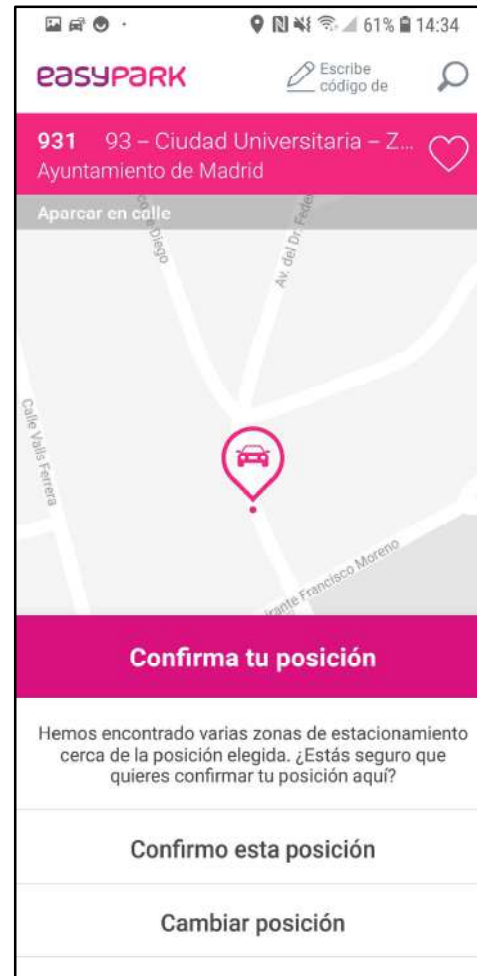 61% 14:34
easypark
Escribe
código de
931 93 – Ciudad Universitaria – Z...
Ayuntamiento de Madrid
Aparcar en calle
Diego
Av. del Dr. Fede
Calle Valls Ferrera
irante Francisco Moreno
Confirma tu posición
Hemos encontrado varias zonas de estacionamiento
cerca de la posición elegida. ¿Estás seguro que
quieres confirmar tu posición aquí?
Confirmo esta posición
Cambiar posición